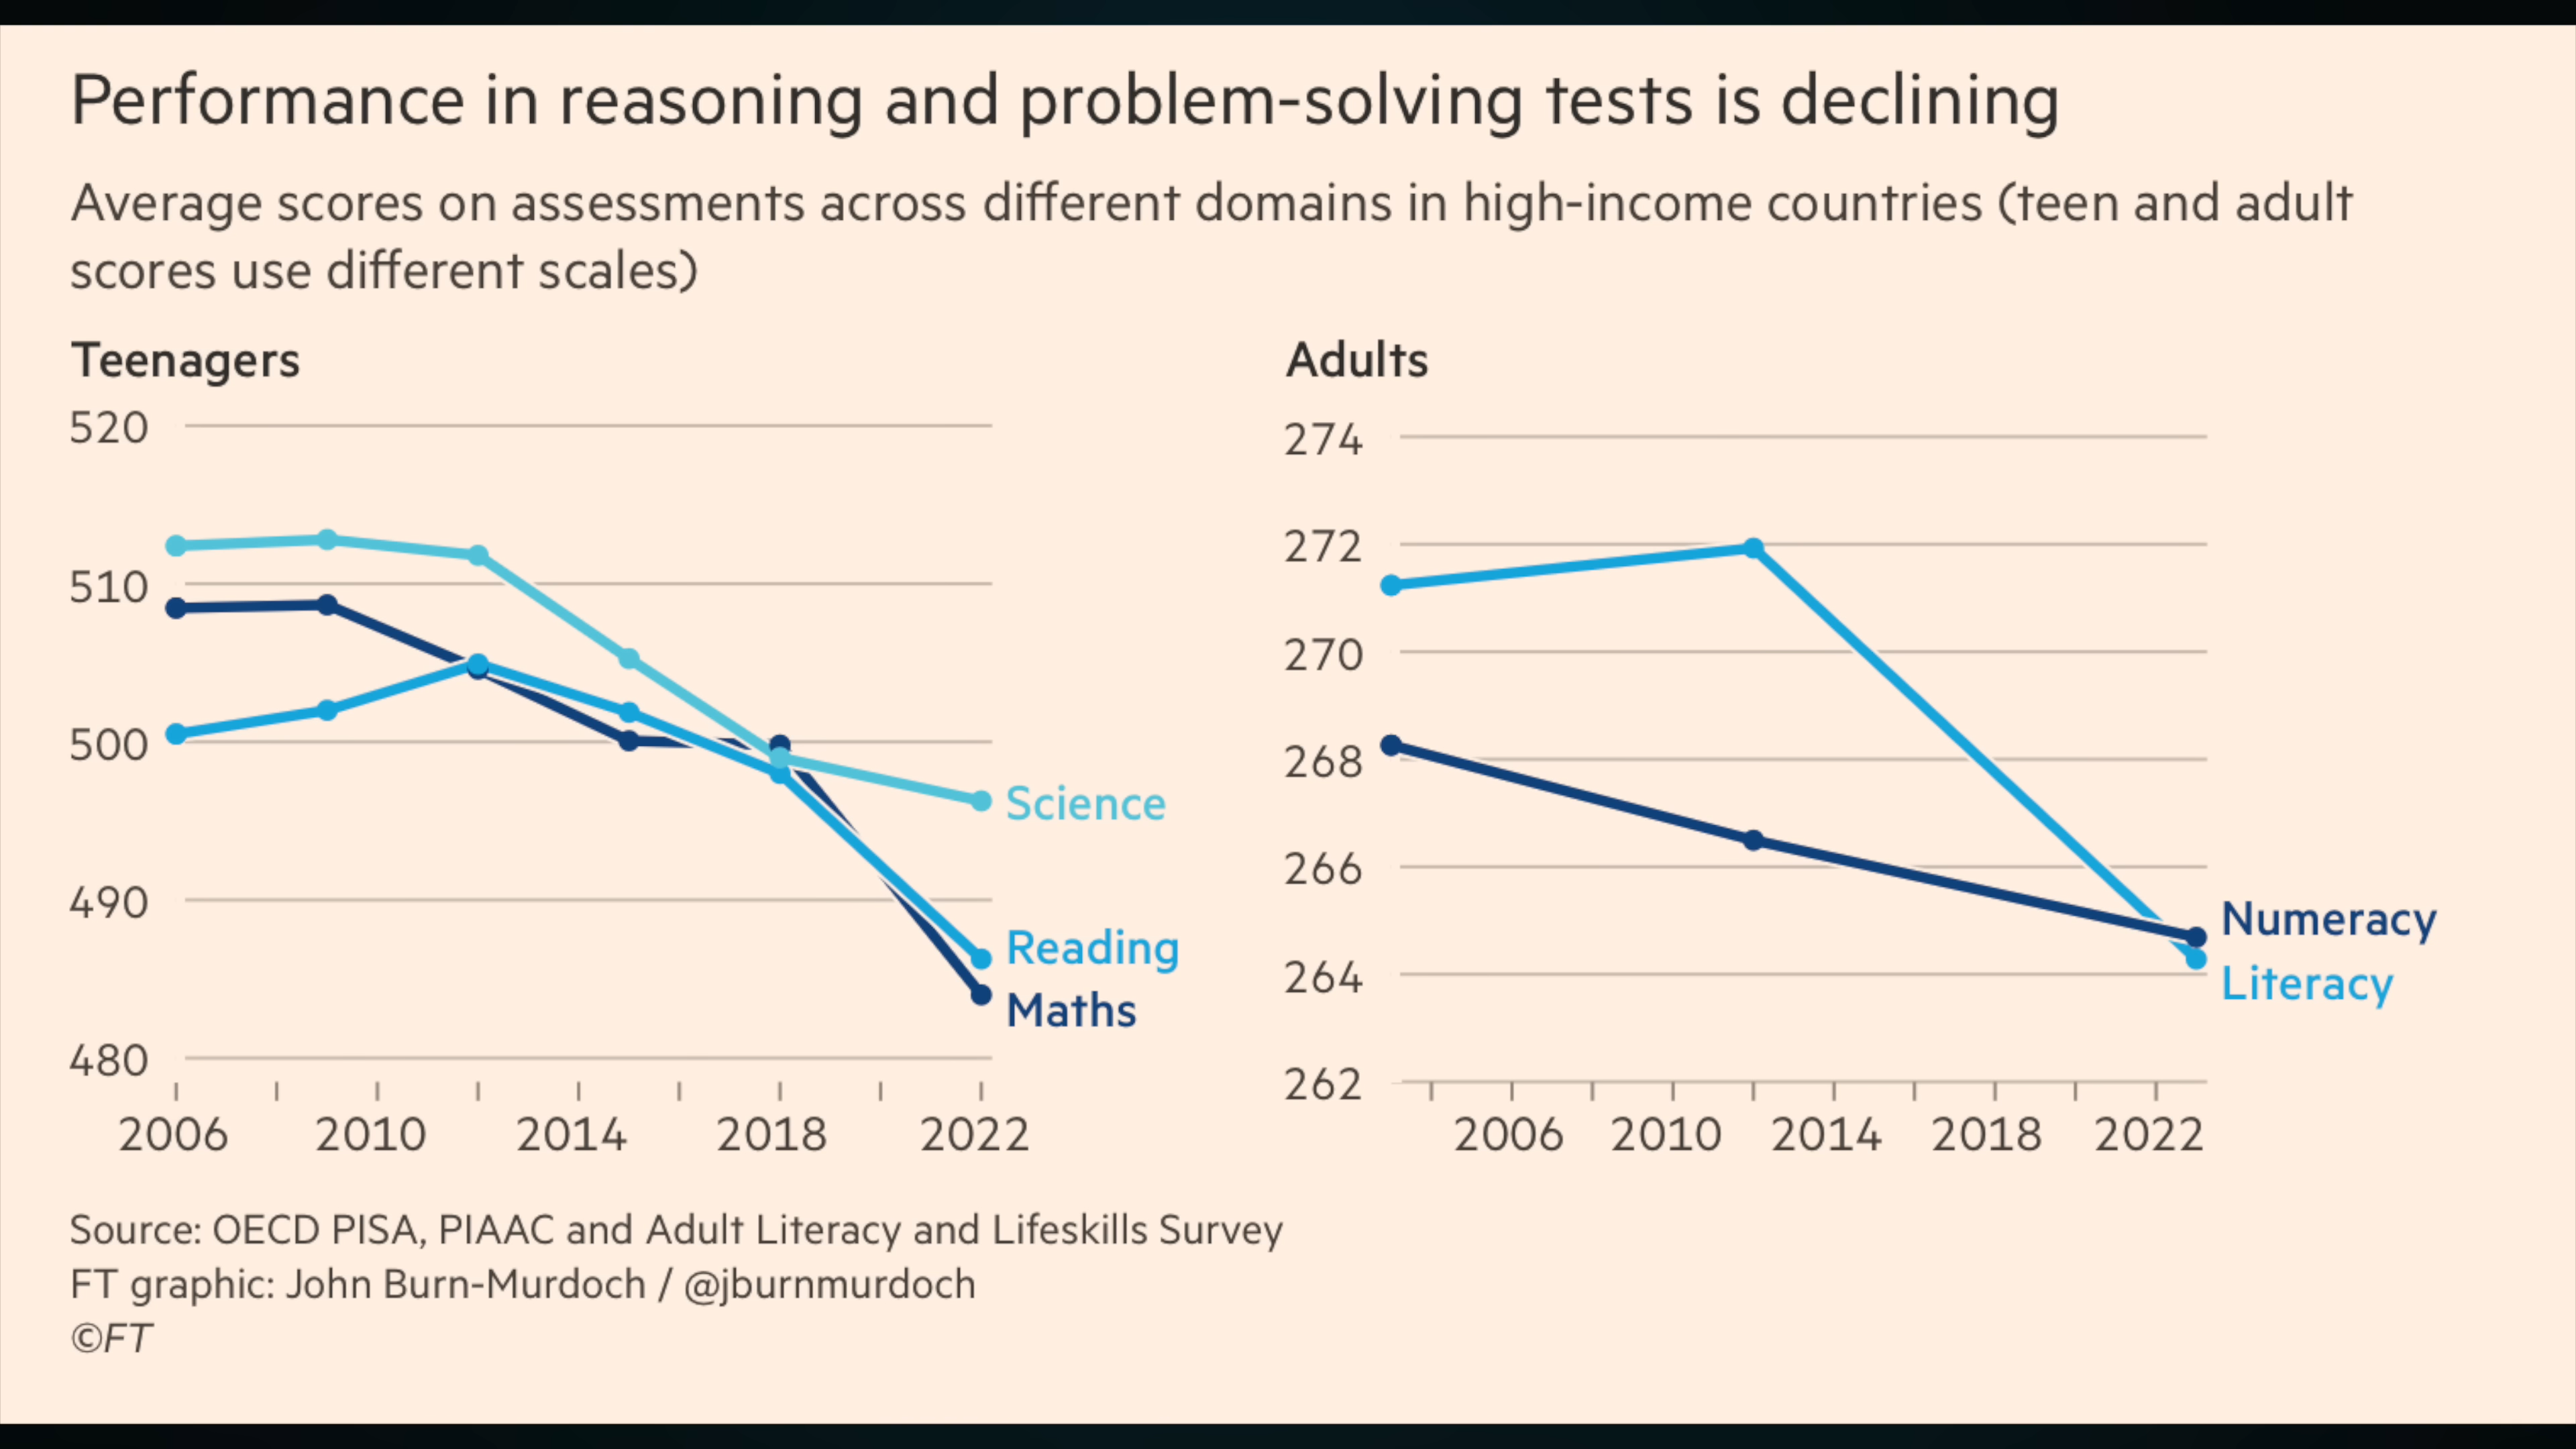 Performance in reasoning and problem-solving tests is declining
Average scores on assessments across different domains in high-income countries (teen and adult
scores use different scales)
Teenagers
520
510
500
490
480
Science
Reading
Maths
2006 2010 2014 2018 2022
Adults
274
272
270
268
266
264
262
Numeracy
Literacy
2006 2010 2014 2018 2022
Source: OECD PISA, PIAAC and Adult Literacy and Lifeskills Survey
FT graphic: John Burn-Murdoch / @jburnmurdoch
©FT